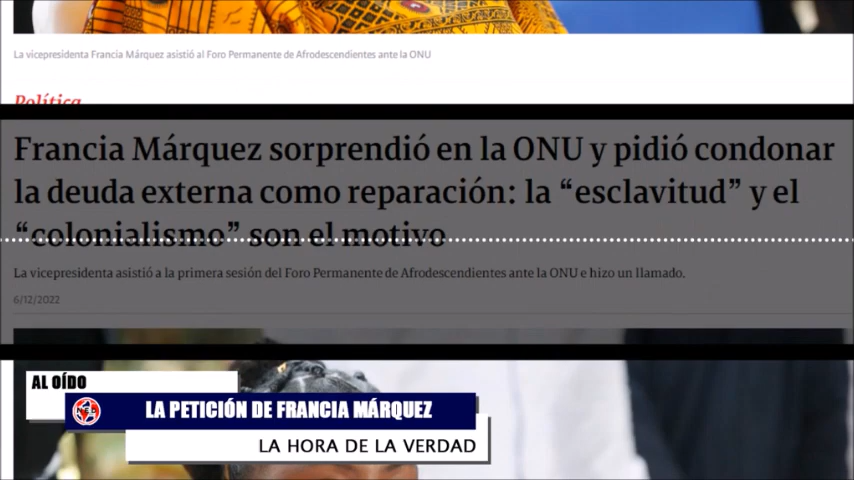 La vicepresidenta Francia Márquez asistió al Foro Permanente de Afrodescendientes ante la ONU
Política
Francia Márquez sorprendió en la ONU y pidió condonar
la deuda externa como reparación: la “esclavitud” y el
“colonialismo” son el motivo
La vicepresidenta asistió a la primera sesión del Foro Permanente de Afrodescendientes ante la ONU e hizo un llamado.
6/12/2022
AL OÍDO
LA PETICIÓN DE FRANCIA MÁRQUEZ
LA HORA DE LA VERDAD